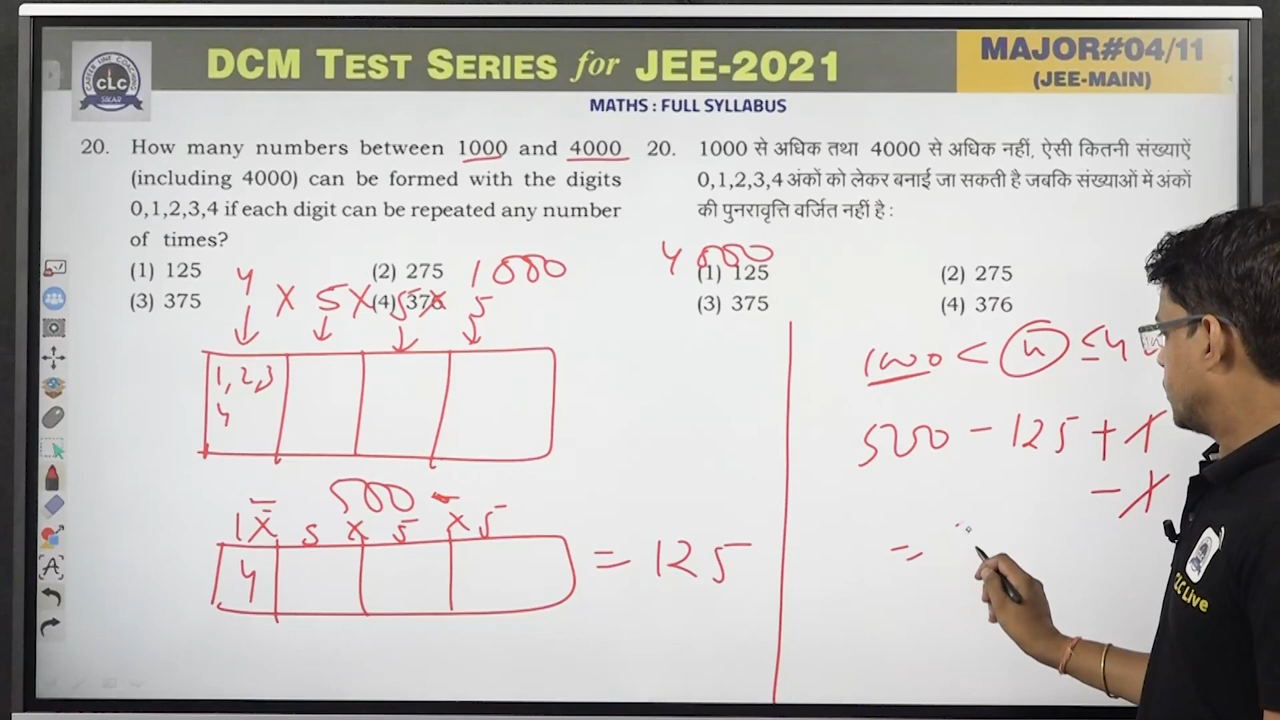 DCM TEST SERIES for JEE-2021
MAJOR#04/11
(JEE-MAIN)
CLC
SIKAR
MATHS : FULL SYLLABUS
20. How many numbers between 1000 and 4000
(including 4000) can be formed with the digits
0,1,2,3,4 if each digit can be repeated any number
of times?
(1) 125 (2) 275
(3) 375 (4) 376
4 1000
× 5 × 5 × 5
1,2,3
4
500 -
1 × 5 × 5 × 5
4
= 125
20. 1000 से अधिक तथा 4000 से अधिक नहीं, ऐसी कितनी संख्याऐं
0,1,2,3,4 अंकों को लेकर बनाई जा सकती है जबकि संख्याओं में अंकों
की पुनरावृत्ति वर्जित नहीं है :
4000
(1) 125 (2) 275
(3) 375 (4) 376
1000 < n ≤ 4
500 - 125 + 1
- 1
=
CLC Live